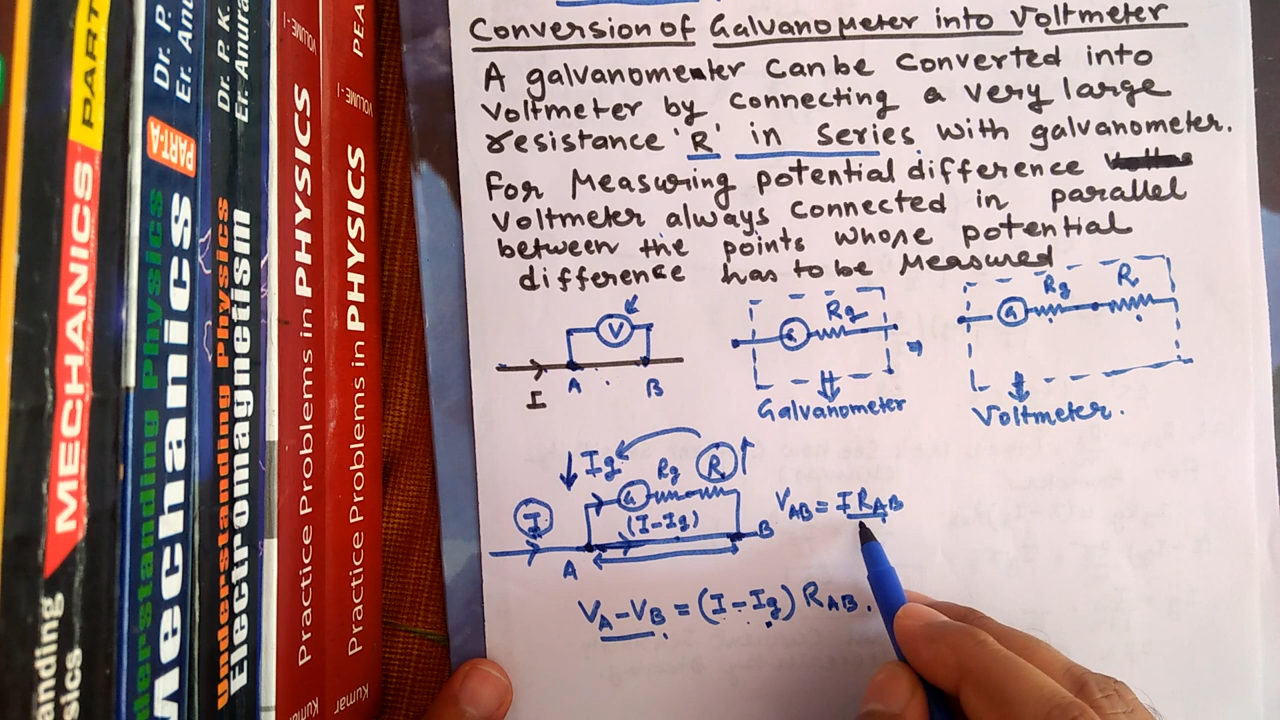 MECHANICS
PART
anding
sics
Understanding Physics
Mechanics
PART-A
Dr. P.
Er. Anu
Understanding Physics
Electromagnetism
Dr. P. K.
Er. Anura
Practice Problems in PHYSICS
VOLUME - I
Kumar
Practice Problems in PHYSICS
VOLUME - I
PEA
Kumar
Conversion of Galvanometer into Voltmeter
A galvanometer can be converted into
Voltmeter by connecting a very large
resistance 'R' in series with galvanometer.
For Measuring potential difference
Voltmeter always connected in parallel
between the points whose potential
difference has to be Measured
V
I
A
B
G Rg
Galvanometer
⇒
G Rg R
Voltmeter.
Ig
G Rg R
I
(I-Ig)
A
B
VAB = IRAB
VA-VB = (I-Ig) RAB.